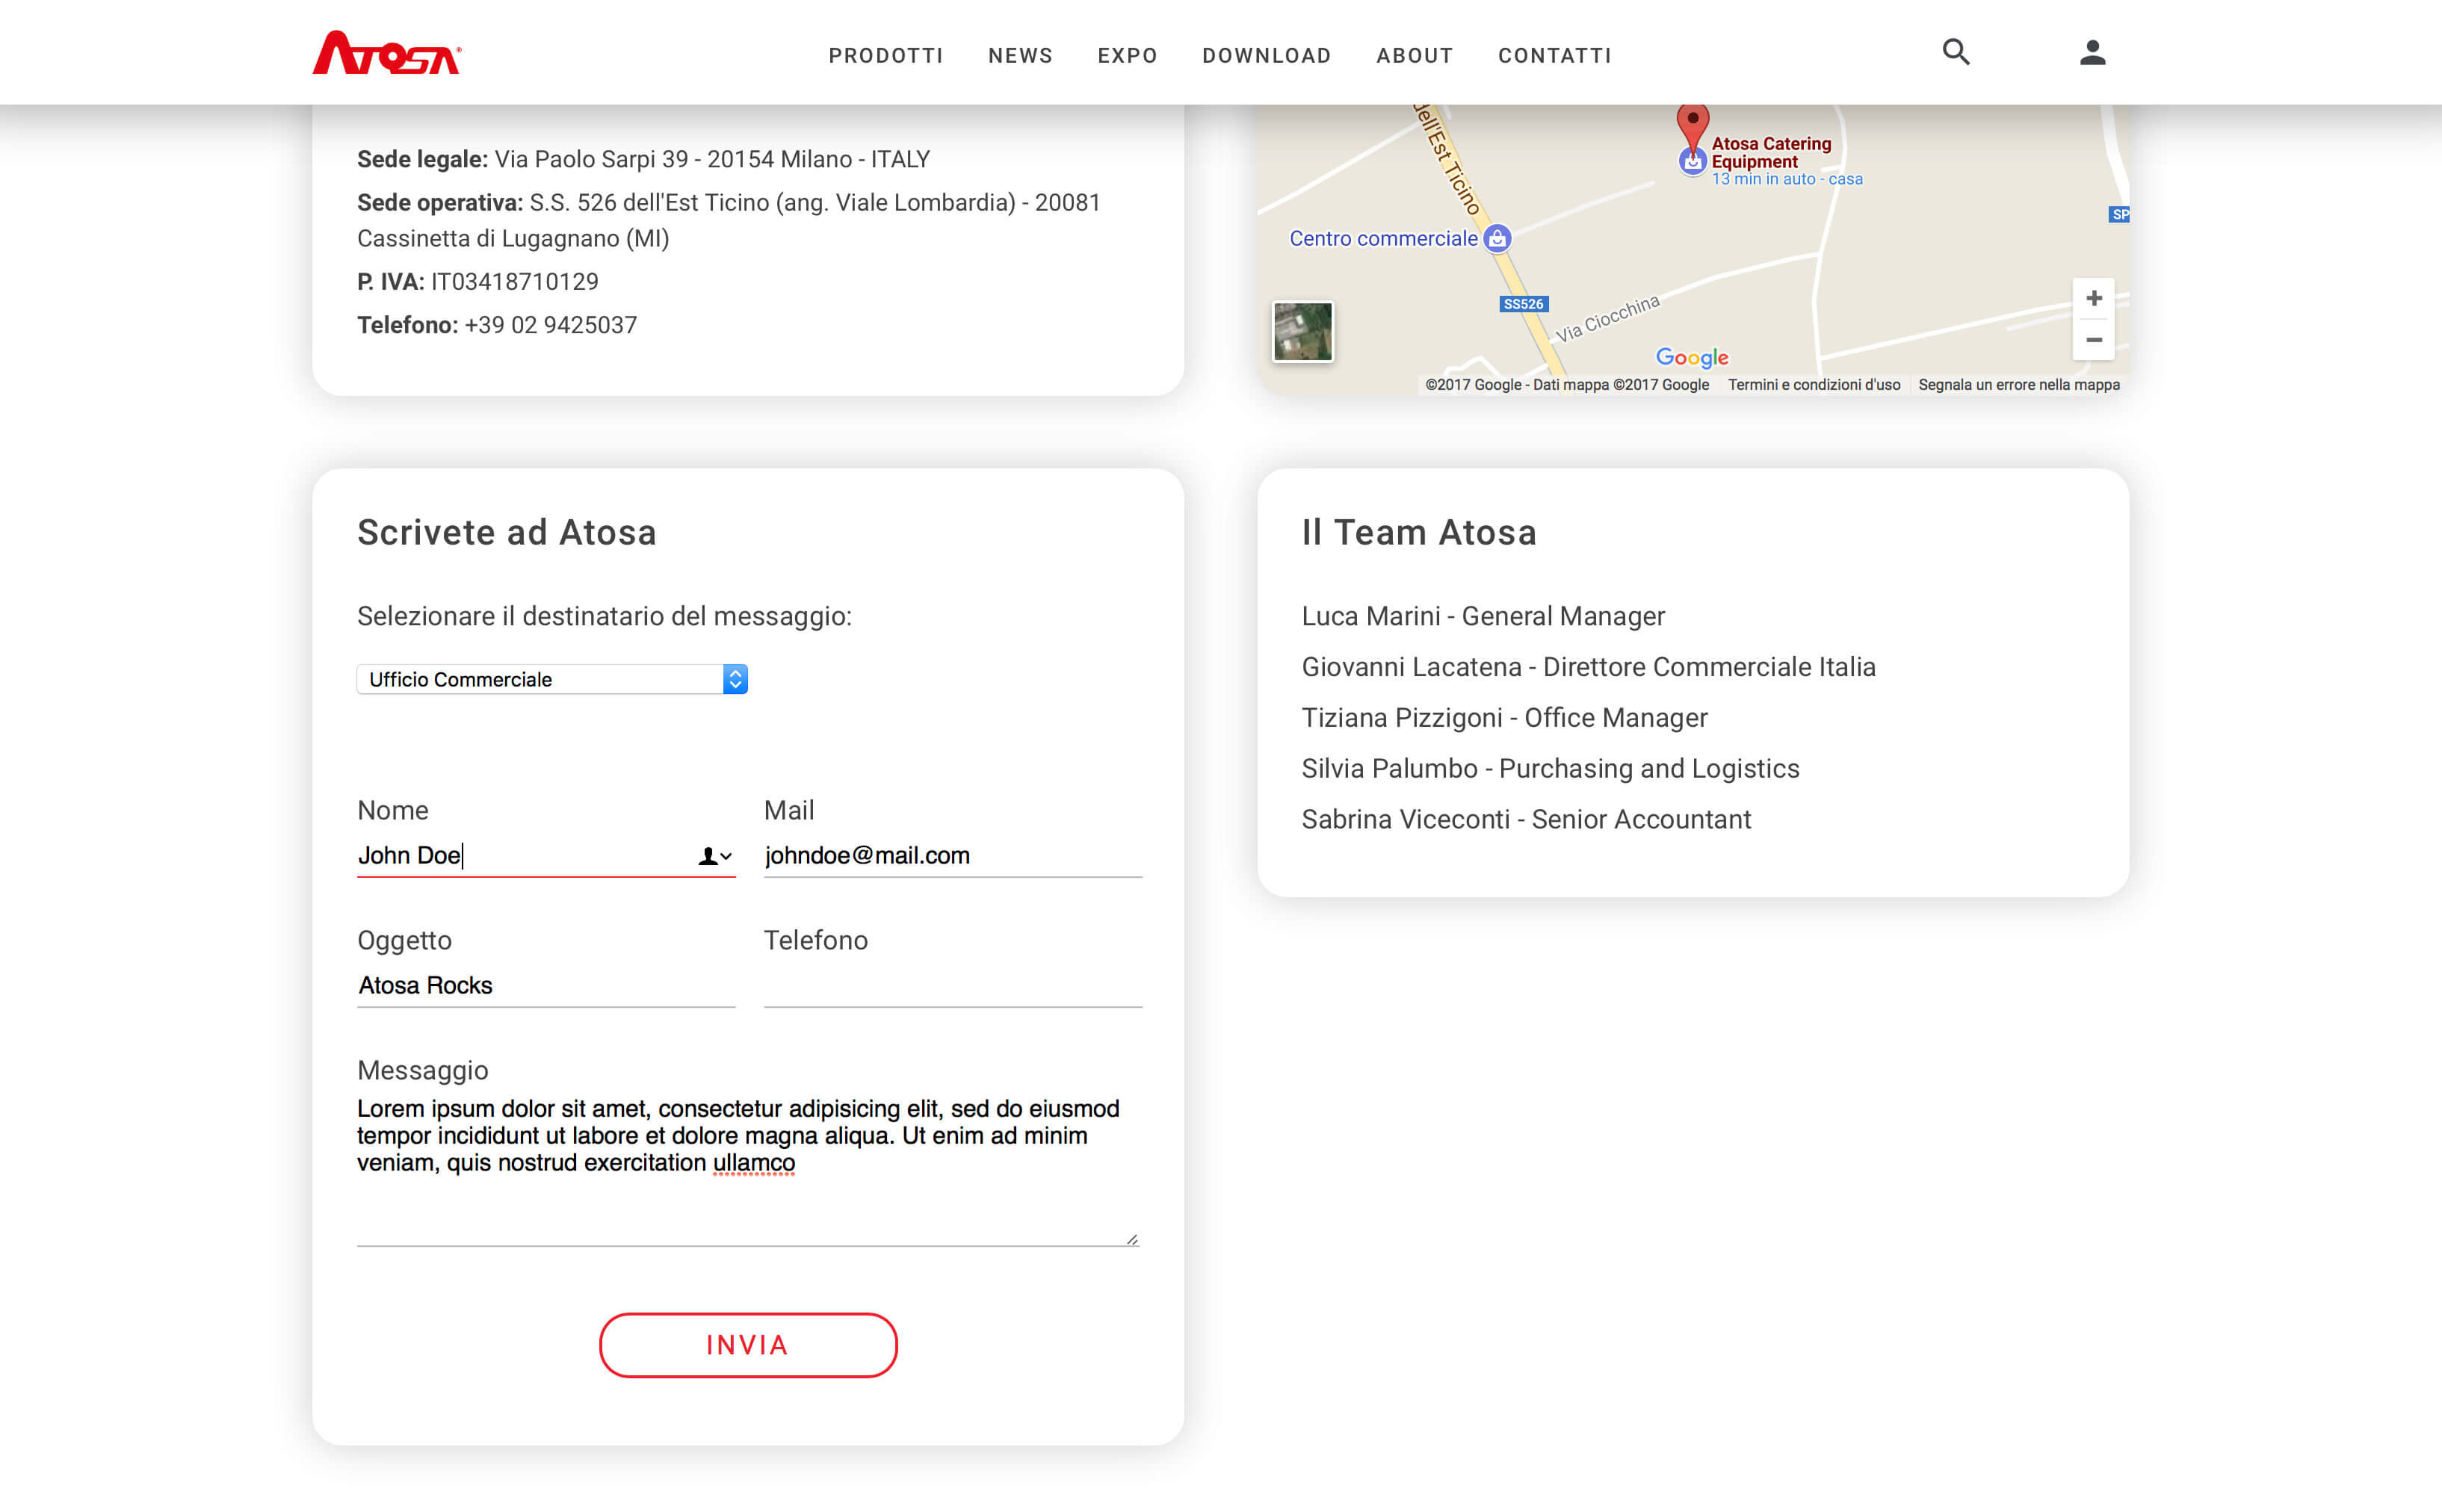 ATOSA
PRODOTTI NEWS EXPO DOWNLOAD ABOUT CONTATTI
Sede legale: Via Paolo Sarpi 39 - 20154 Milano - ITALY
Sede operativa: S.S. 526 dell'Est Ticino (ang. Viale Lombardia) - 20081
Cassinetta di Lugagnano (MI)
P. IVA: IT03418710129
Telefono: +39 02 9425037
dell'Est Ticino
Atosa Catering
Equipment
13 min in auto - casa
SP
Centro commerciale
SS526
Via Ciocchina
+
−
Google
©2017 Google - Dati mappa ©2017 Google Termini e condizioni d'uso Segnala un errore nella mappa
Scrivete ad Atosa
Selezionare il destinatario del messaggio:
Ufficio Commerciale
Nome Mail
John Doe johndoe@mail.com
Oggetto Telefono
Atosa Rocks
Messaggio
Lorem ipsum dolor sit amet, consectetur adipisicing elit, sed do eiusmod
tempor incididunt ut labore et dolore magna aliqua. Ut enim ad minim
veniam, quis nostrud exercitation ullamco
INVIA
Il Team Atosa
Luca Marini - General Manager
Giovanni Lacatena - Direttore Commerciale Italia
Tiziana Pizzigoni - Office Manager
Silvia Palumbo - Purchasing and Logistics
Sabrina Viceconti - Senior Accountant